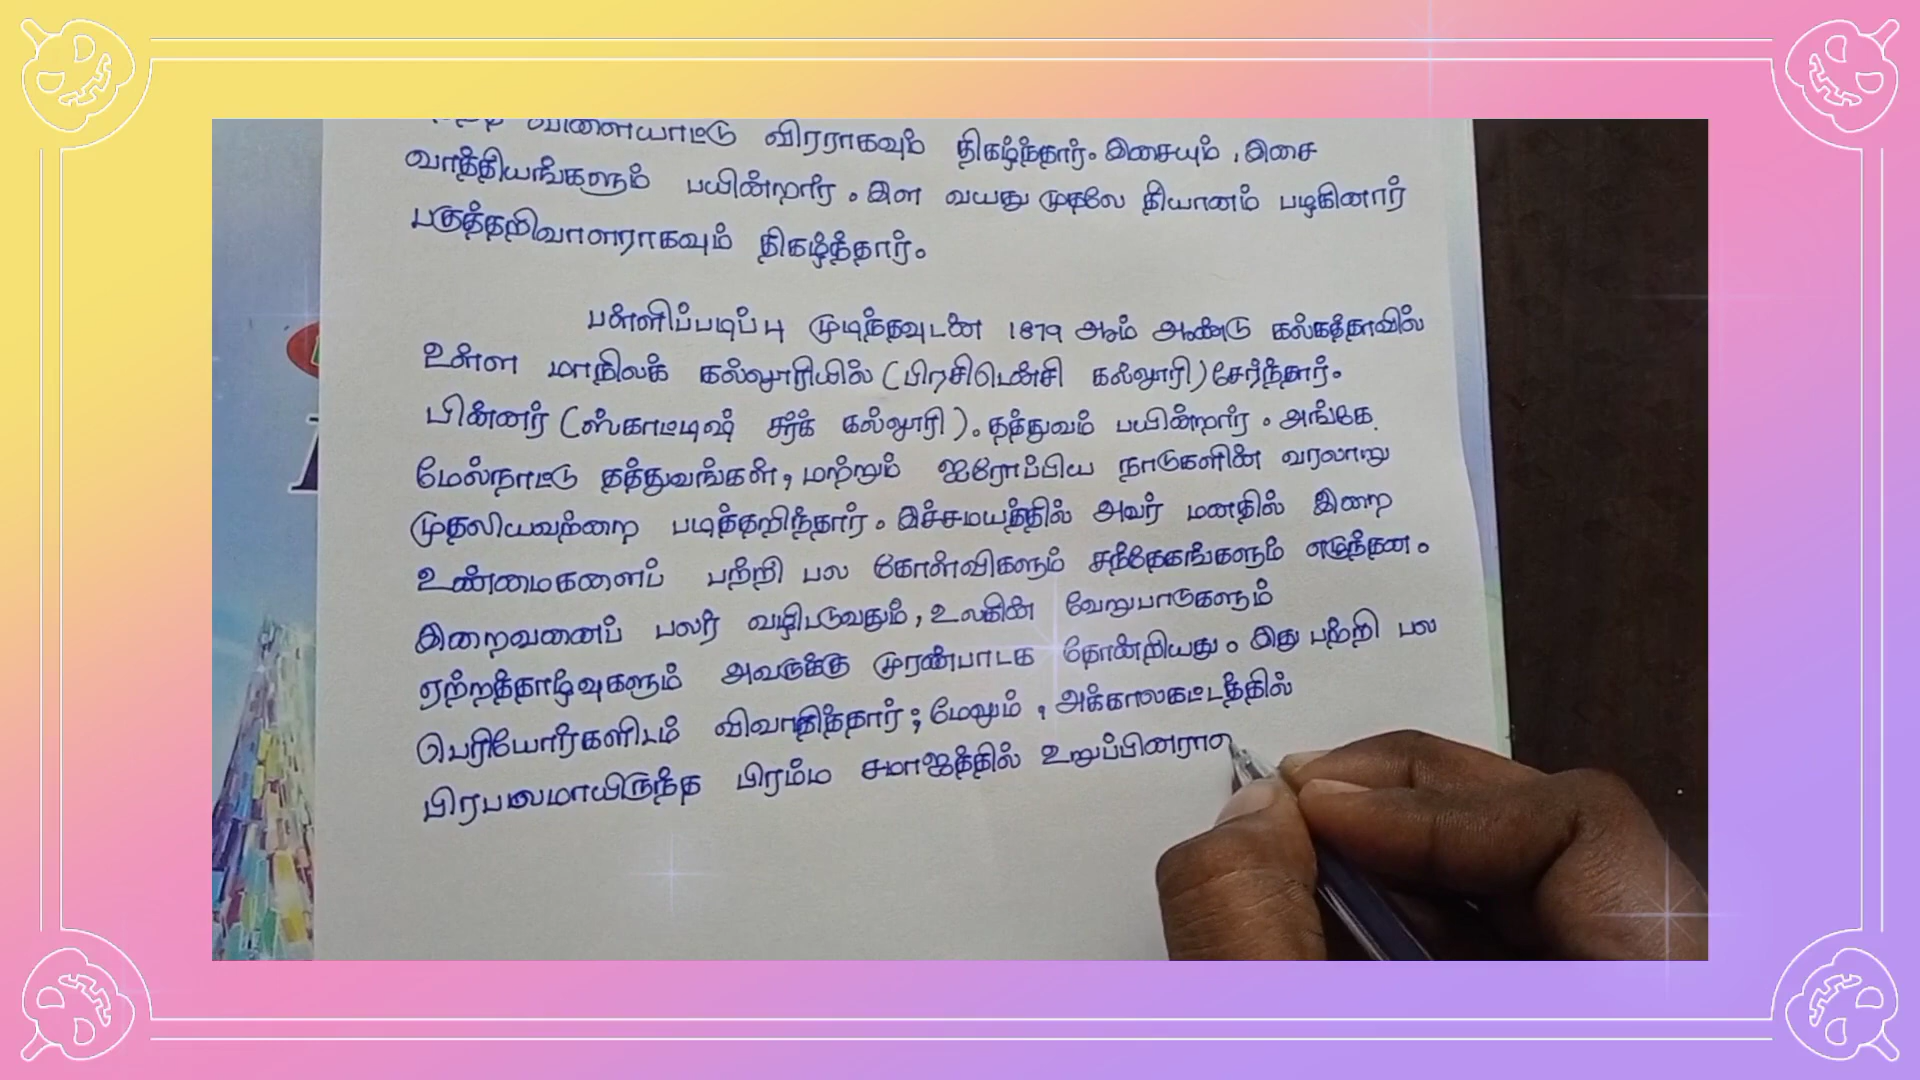 விளையாட்டு விரராகவும் திகழ்ந்தார். இசையும், இசை
வாத்தியங்களும் பயின்றார். இள வயது முதலே தியானம் படிகினார்
பகுத்தறிவாளராகவும் திகழ்த்தார்.
பள்ளிப்படிப்பு முடிந்தவுடனை 1879 ஆம் ஆண்டு கல்கத்தாவில்
உள்ள மாநிலக் கல்லூரியில் (பிரசிடென்சி கல்லூரி) சேர்ந்தார்.
பின்னர் (ஸ்காட்டிஷ் சர்ச் கல்லூரி). தத்துவம் பயின்றார். அங்கே
மேல்நாட்டு தத்துவங்கள், மற்றும் ஐரோப்பிய நாடுகளின் வரலாறு
முதலியவற்றை படித்தறிந்தார். இச்சமயத்தில் அவர் மனதில் இறை
உண்மைகளைப் பற்றி பல கேள்விகளும் சந்தேகங்களும் எழுந்தன.
இறைவனைப் பலர் வழிபடுவதும், உலகின் வேறுபாடுகளும்
ஏற்றத்தாழ்வுகளும் அவருக்கு முரண்பாடக தோன்றியது. இது பற்றி பல
பெரியோர்களிடம் விவாதித்தார்; மேலும், அக்காலகட்டத்தில்
பிரபலமாயிருந்த பிரம்ம சமாஜத்தில் உறுப்பினரா